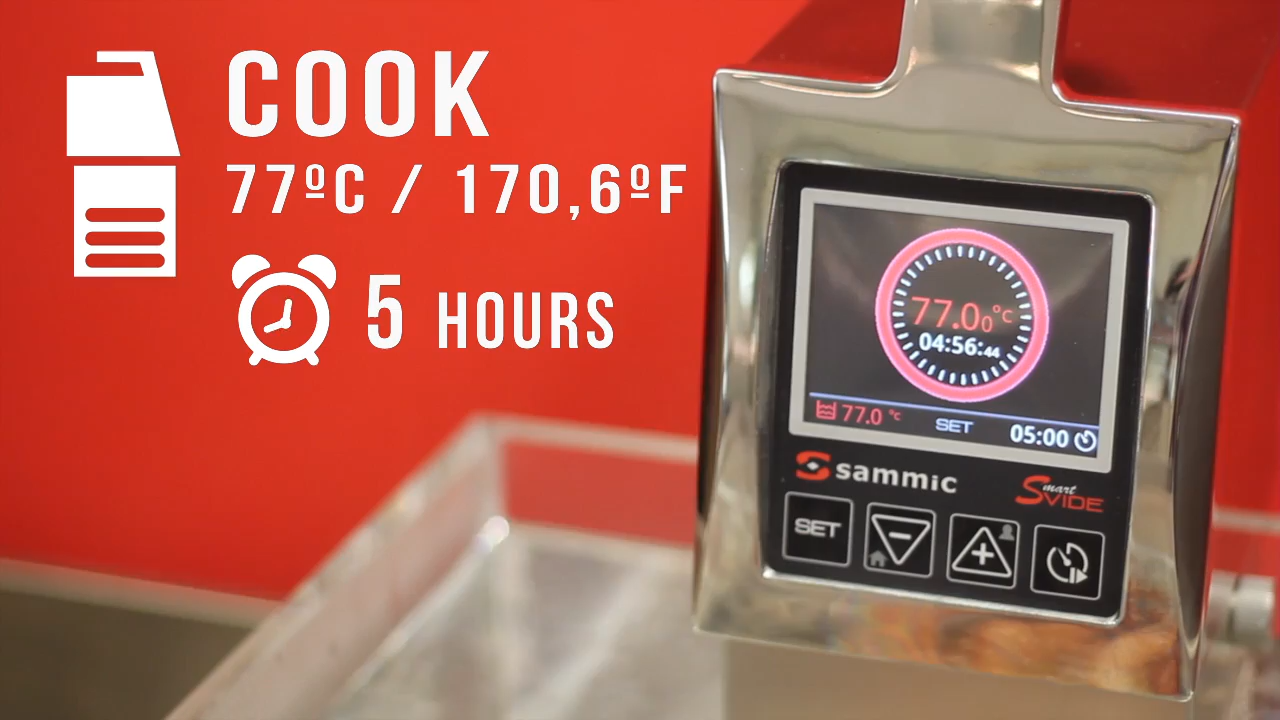 COOK
77ºC / 170,6ºF
5 HOURS
77.00°C
04:56:44
77.0 °C SET 05:00
sammic
Smart VIDE
SET